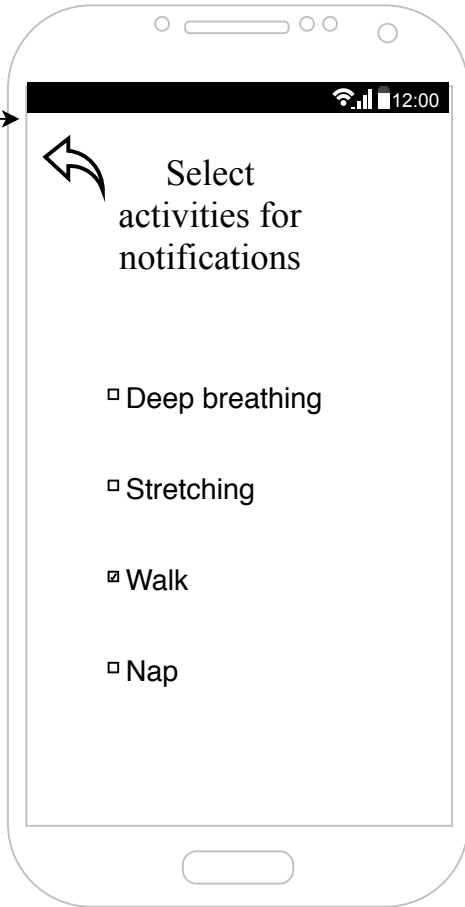 12:00
Select
activities for
notifications
Deep breathing
Stretching
Walk
Nap